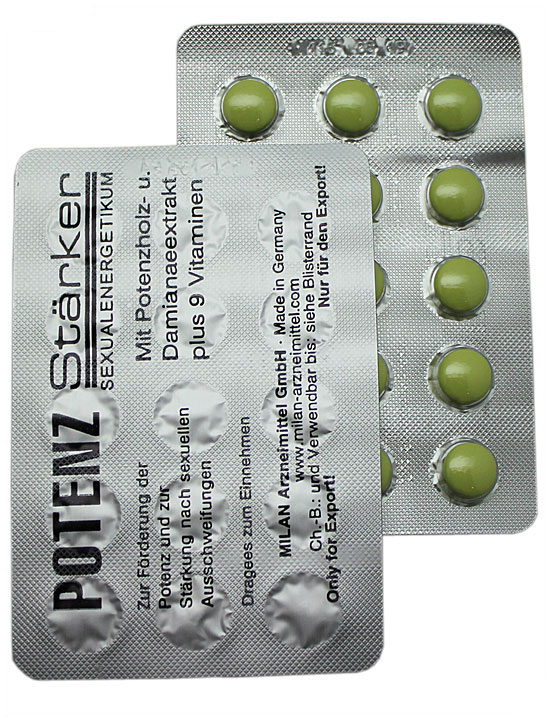 POTENZ Stärker
SEXUALENERGETIKUM
Zur Förderung der
Potenz und zur
Stärkung nach sexuellen
Ausschweifungen
Mit Potenzholz- u.
Damianaeextrakt
plus 9 Vitaminen
Dragees zum Einnehmen
MILAN Arzneimittel GmbH · Made in Germany
www.milan-arzneimittel.com
Ch.-B.: und Verwendbar bis: siehe Blisterrand
Only for Export!
Nur für den Export!